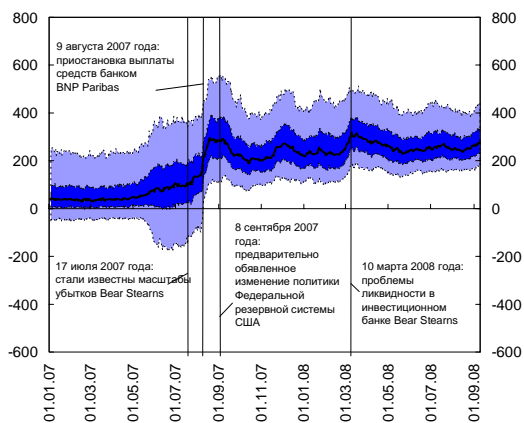 800
600
400
200
0
-200
-400
-600
800
600
400
200
0
-200
-400
-600
9 августа 2007 года:
приостановка выплаты
средств банком
BNP Paribas
17 июля 2007 года:
стали известны масштабы
убытков Bear Stearns
8 сентября 2007
года:
предварительно
обявленное
изменение политики
Федеральной
резервной системы
США
10 марта 2008 года:
проблемы
ликвидности в
инвестиционном
банке Bear Stearns
01.01.07
01.03.07
01.05.07
01.07.07
01.09.07
01.11.07
01.01.08
01.03.08
01.05.08
01.07.08
01.09.08